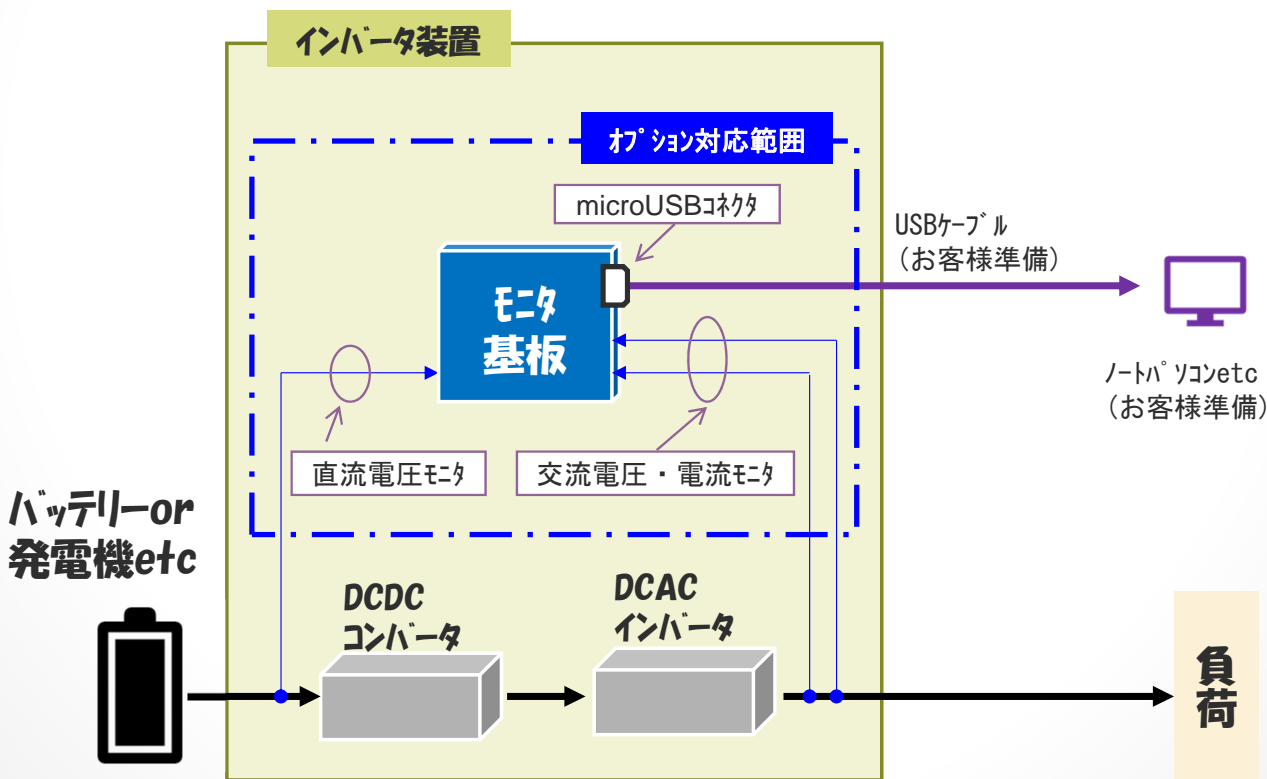 インバータ装置
ｵﾌﾟｼｮﾝ対応範囲
microUSBｺﾈｸﾀ
USBｹｰﾌﾞﾙ
（お客様準備）
ﾓﾆﾀ
基板
ﾉｰﾄﾊﾟｿｺﾝetc
（お客様準備）
直流電圧ﾓﾆﾀ
交流電圧・電流ﾓﾆﾀ
バッテリーor
発電機etc
DCDC
コンバータ
DCAC
インバータ
負
荷